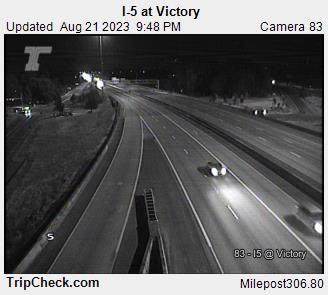 I-5 at Victory
Updated Aug 21 2023 9:48 PM Camera 83
T
S
83 - I5 @ Victory
TripCheck.com Milepost306.80